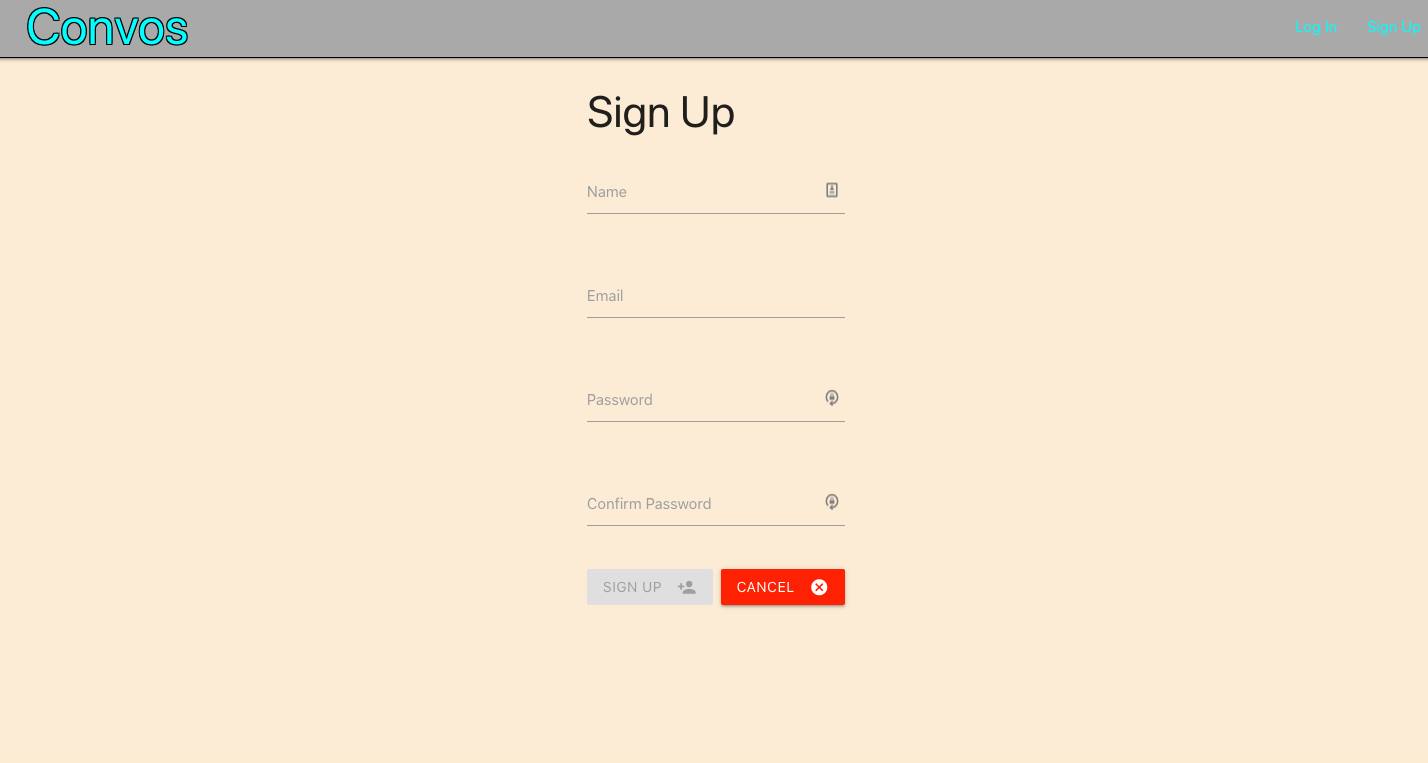 Convos
Log In
Sign Up
Sign Up
Name
Email
Password
Confirm Password
SIGN UP
CANCEL